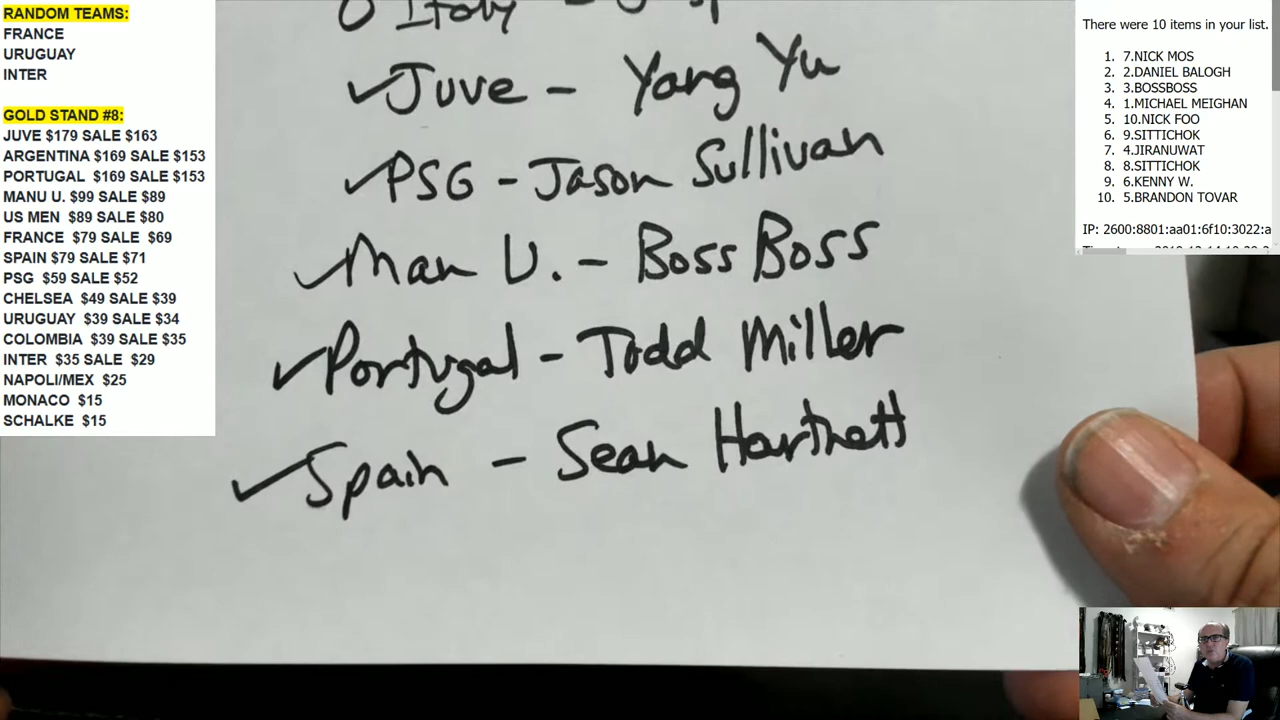 RANDOM TEAMS:
FRANCE
URUGUAY
INTER
GOLD STAND #8:
JUVE $179 SALE $163
ARGENTINA $169 SALE $153
PORTUGAL $169 SALE $153
MANU U. $99 SALE $89
US MEN $89 SALE $80
FRANCE $79 SALE $69
SPAIN $79 SALE $71
PSG $59 SALE $52
CHELSEA $49 SALE $39
URUGUAY $39 SALE $34
COLOMBIA $39 SALE $35
INTER $35 SALE $29
NAPOLI/MEX $25
MONACO $15
SCHALKE $15
Italy -
✓Juve - Yang Yu
✓PSG - Jason Sullivan
✓Man U. - Boss Boss
✓Portugal - Todd Miller
✓Spain - Sean Hartnett
There were 10 items in your list.
1. 7.NICK MOS
2. 2.DANIEL BALOGH
3. 3.BOSSBOSS
4. 1.MICHAEL MEIGHAN
5. 10.NICK FOO
6. 9.SITTICHOK
7. 4.JIRANUWAT
8. 8.SITTICHOK
9. 6.KENNY W.
10. 5.BRANDON TOVAR
IP: 2600:8801:aa01:6f10:3022:a